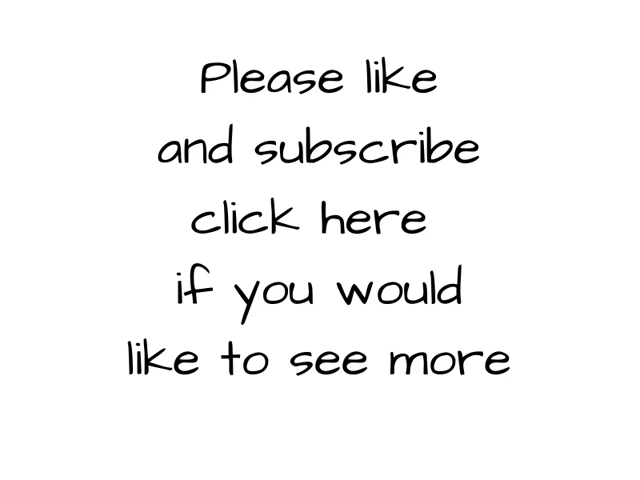 Please like
and subscribe
click here
if you would
like to see more